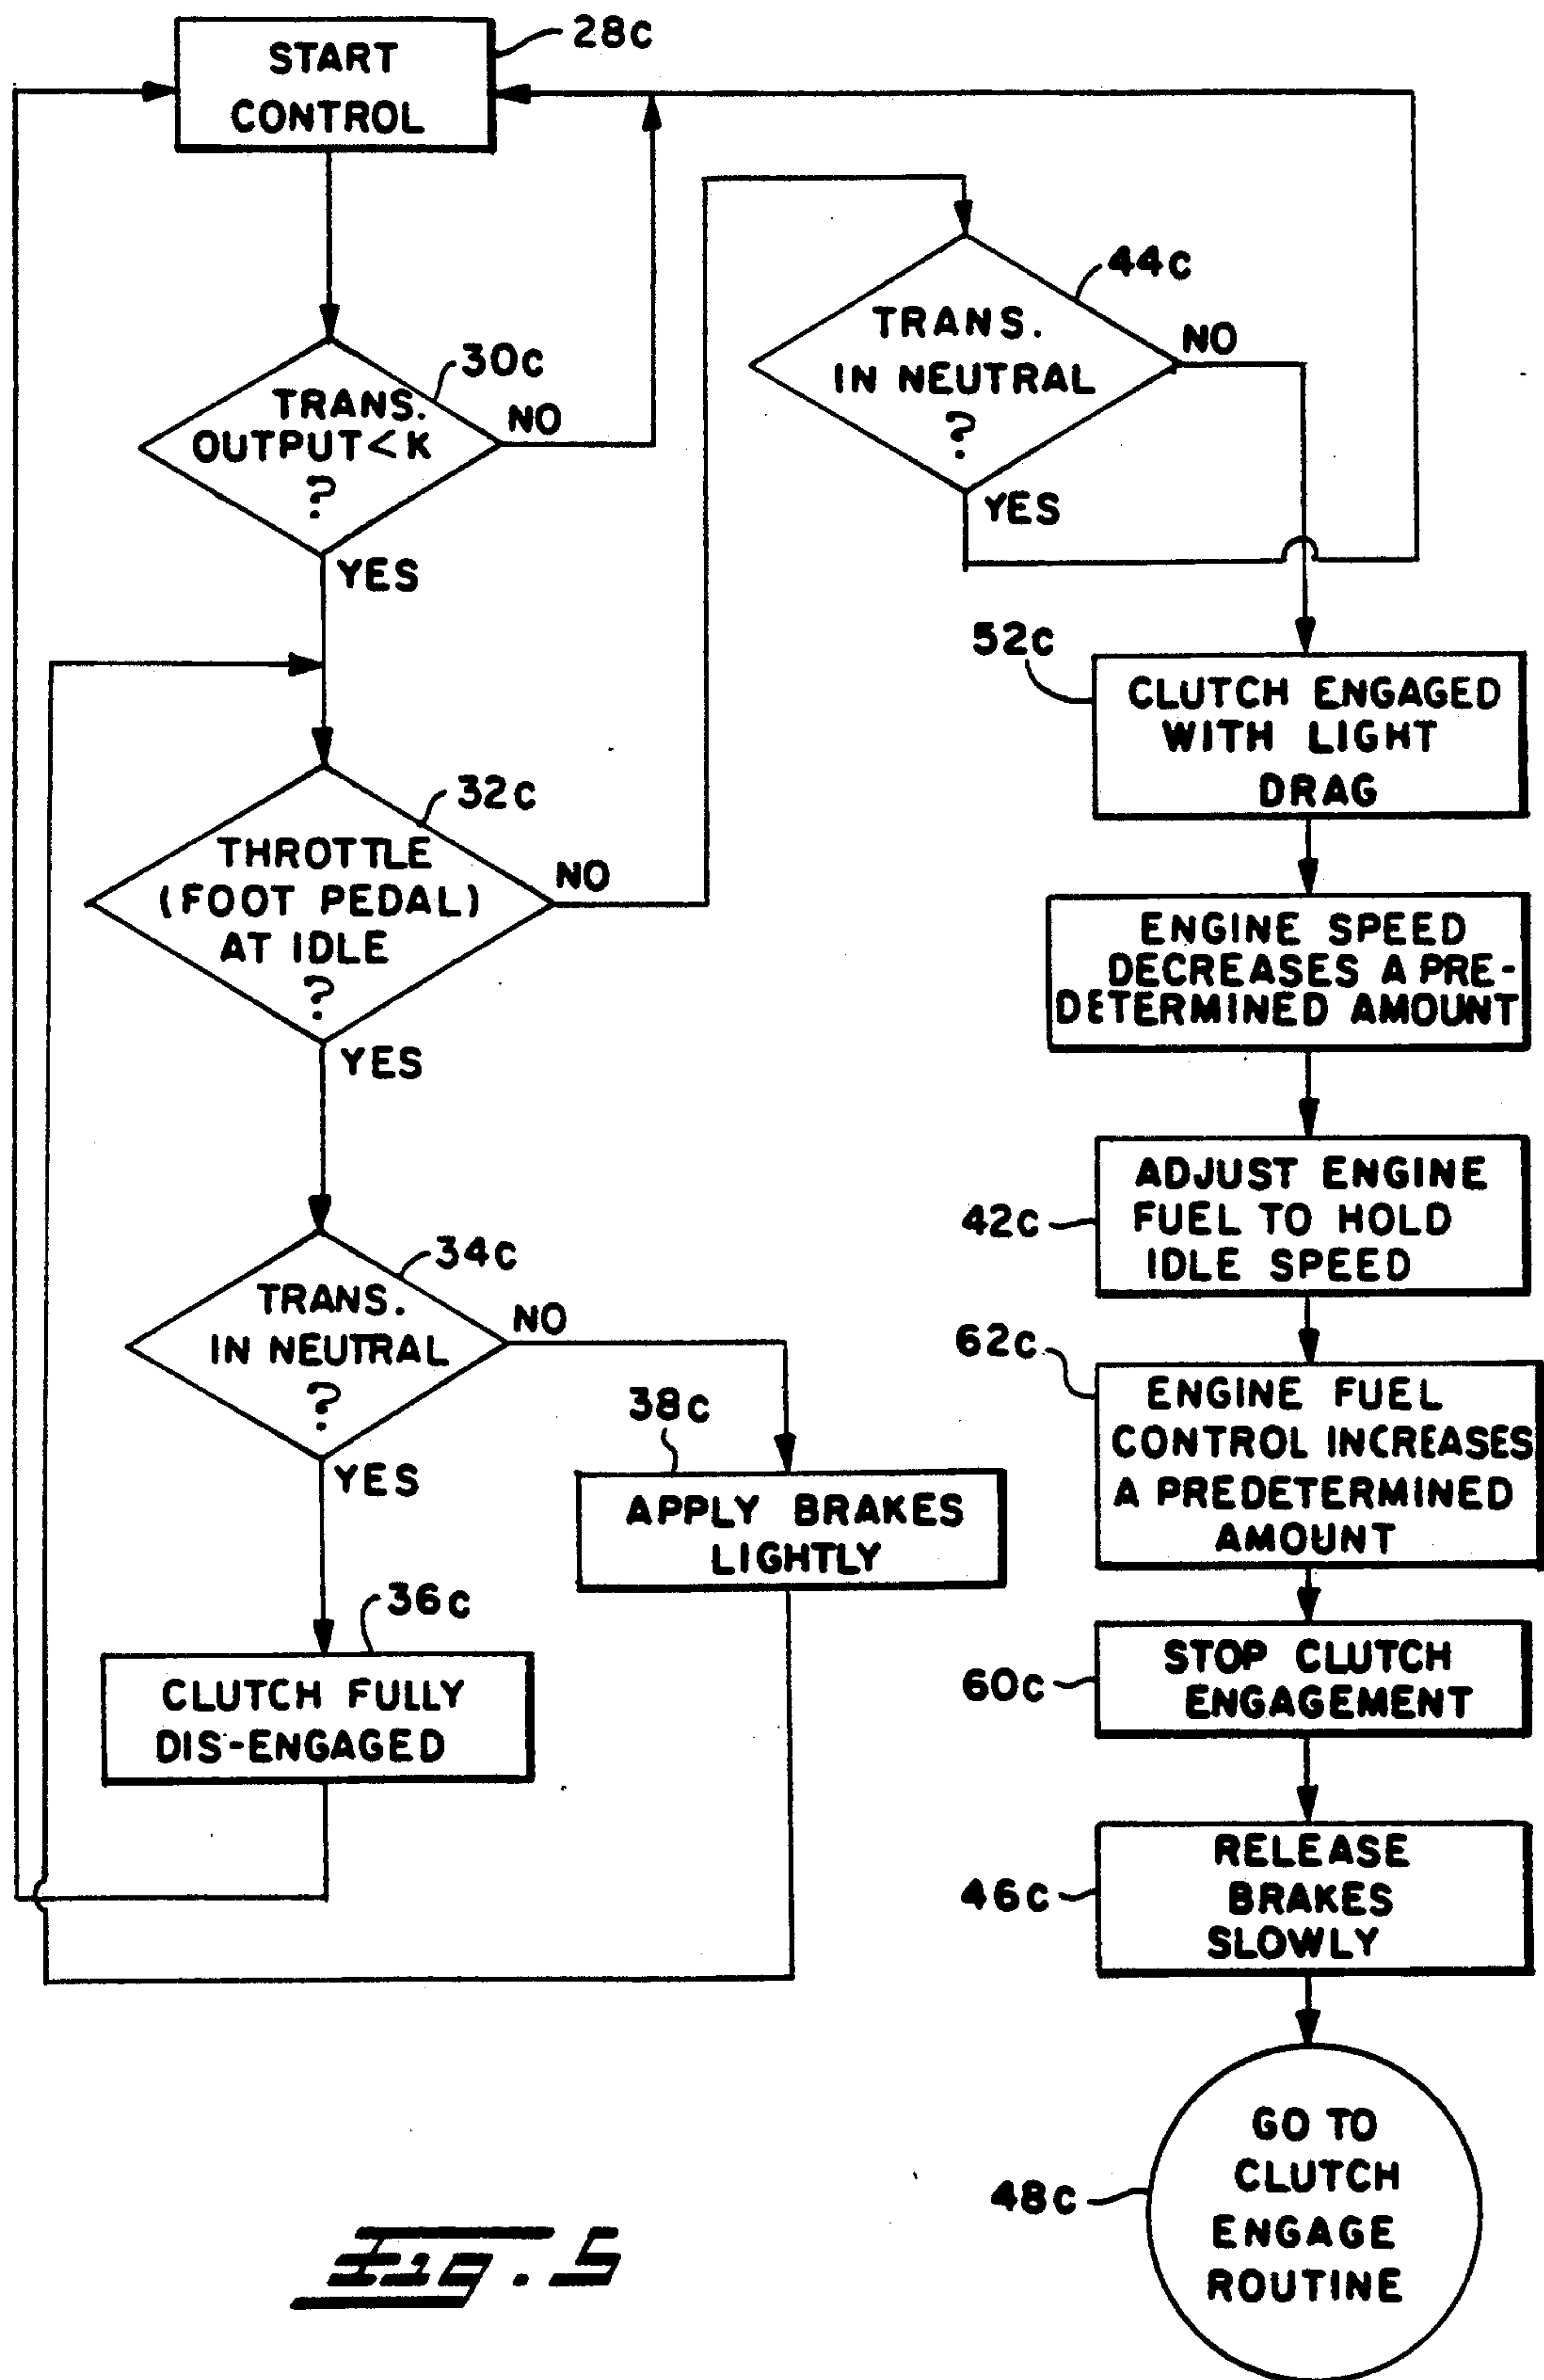 START
CONTROL
28c
TRANS.
OUTPUT<K
?
30c
NO
YES
THROTTLE
(FOOT PEDAL)
AT IDLE
?
32c
NO
YES
TRANS.
IN NEUTRAL
?
34c
NO
YES
38c
APPLY BRAKES
LIGHTLY
36c
CLUTCH FULLY
DIS-ENGAGED
44c
TRANS.
IN NEUTRAL
?
NO
YES
52c
CLUTCH ENGAGED
WITH LIGHT
DRAG
ENGINE SPEED
DECREASES A PRE-
DETERMINED AMOUNT
42c
ADJUST ENGINE
FUEL TO HOLD
IDLE SPEED
62c
ENGINE FUEL
CONTROL INCREASES
A PREDETERMINED
AMOUNT
60c
STOP CLUTCH
ENGAGEMENT
46c
RELEASE
BRAKES
SLOWLY
48c
GO TO
CLUTCH
ENGAGE
ROUTINE
Fig. 5